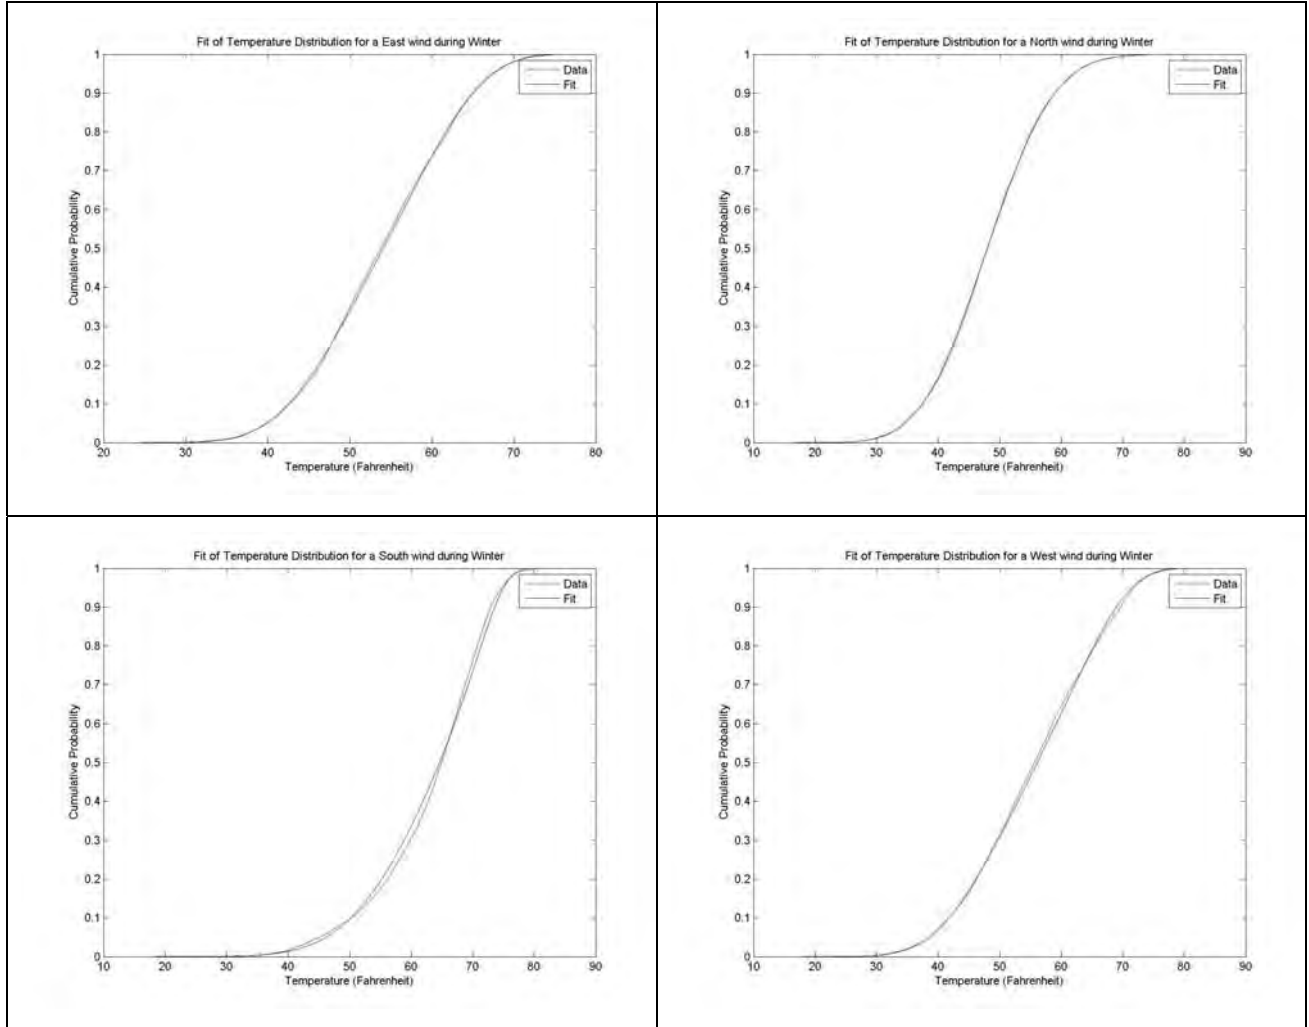 Fit of Temperature Distribution for a East wind during Winter
1
0.9
0.8
0.7
0.6
0.5
0.4
0.3
0.2
0.1
0
Cumulative Probability
Data
Fit
20 30 40 50 60 70 80
Temperature (Fahrenheit)
Fit of Temperature Distribution for a North wind during Winter
1
0.9
0.8
0.7
0.6
0.5
0.4
0.3
0.2
0.1
0
Cumulative Probability
Data
Fit
10 20 30 40 50 60 70 80 90
Temperature (Fahrenheit)
Fit of Temperature Distribution for a South wind during Winter
1
0.9
0.8
0.7
0.6
0.5
0.4
0.3
0.2
0.1
0
Cumulative Probability
Data
Fit
10 20 30 40 50 60 70 80 90
Temperature (Fahrenheit)
Fit of Temperature Distribution for a West wind during Winter
1
0.9
0.8
0.7
0.6
0.5
0.4
0.3
0.2
0.1
0
Cumulative Probability
Data
Fit
10 20 30 40 50 60 70 80 90
Temperature (Fahrenheit)